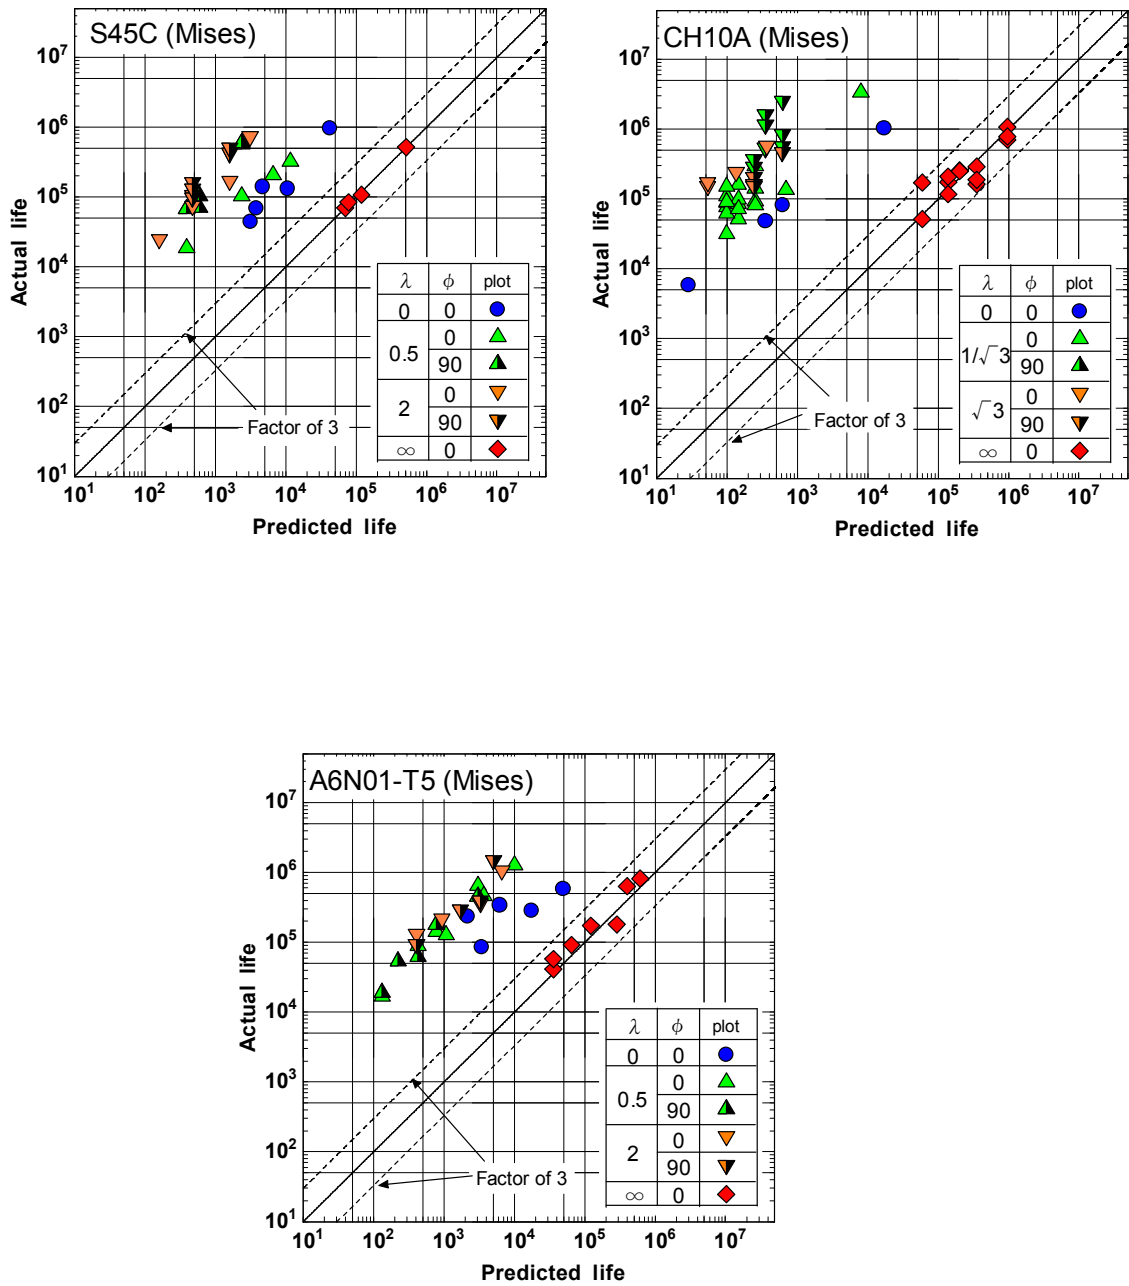 S45C (Mises)
10⁷
10⁶
10⁵
10⁴
10³
10²
10¹
Actual life
λ ϕ plot
0 0
0.5 0
90
2 0
90
∞ 0
Factor of 3
10¹ 10² 10³ 10⁴ 10⁵ 10⁶ 10⁷
Predicted life
CH10A (Mises)
10⁷
10⁶
10⁵
10⁴
10³
10²
10¹
Actual life
λ ϕ plot
0 0
1/√3 0
90
√3 0
90
∞ 0
Factor of 3
10¹ 10² 10³ 10⁴ 10⁵ 10⁶ 10⁷
Predicted life
A6N01-T5 (Mises)
10⁷
10⁶
10⁵
10⁴
10³
10²
10¹
Actual life
λ ϕ plot
0 0
0.5 0
90
2 0
90
∞ 0
Factor of 3
10¹ 10² 10³ 10⁴ 10⁵ 10⁶ 10⁷
Predicted life